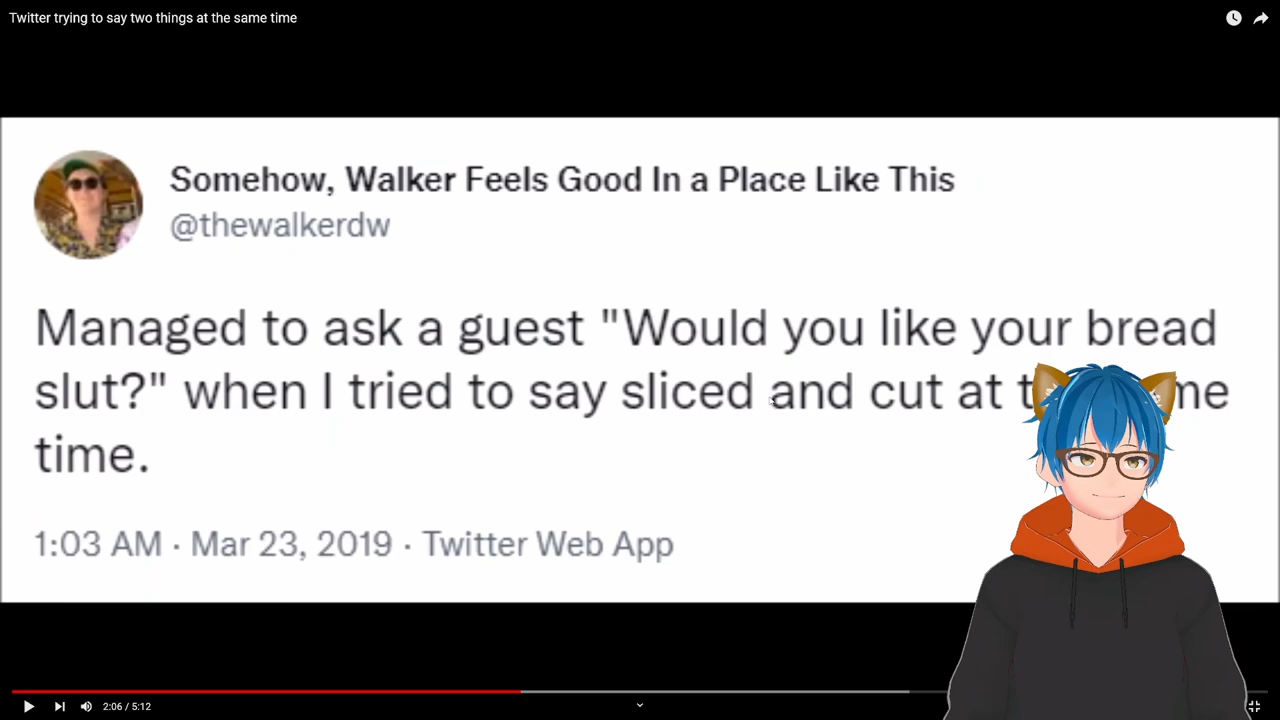 Twitter trying to say two things at the same time
Somehow, Walker Feels Good In a Place Like This
@thewalkerdw
Managed to ask a guest "Would you like your bread
slut?" when I tried to say sliced and cut at t me
time.
1:03 AM · Mar 23, 2019 · Twitter Web App
2:06 / 5:12